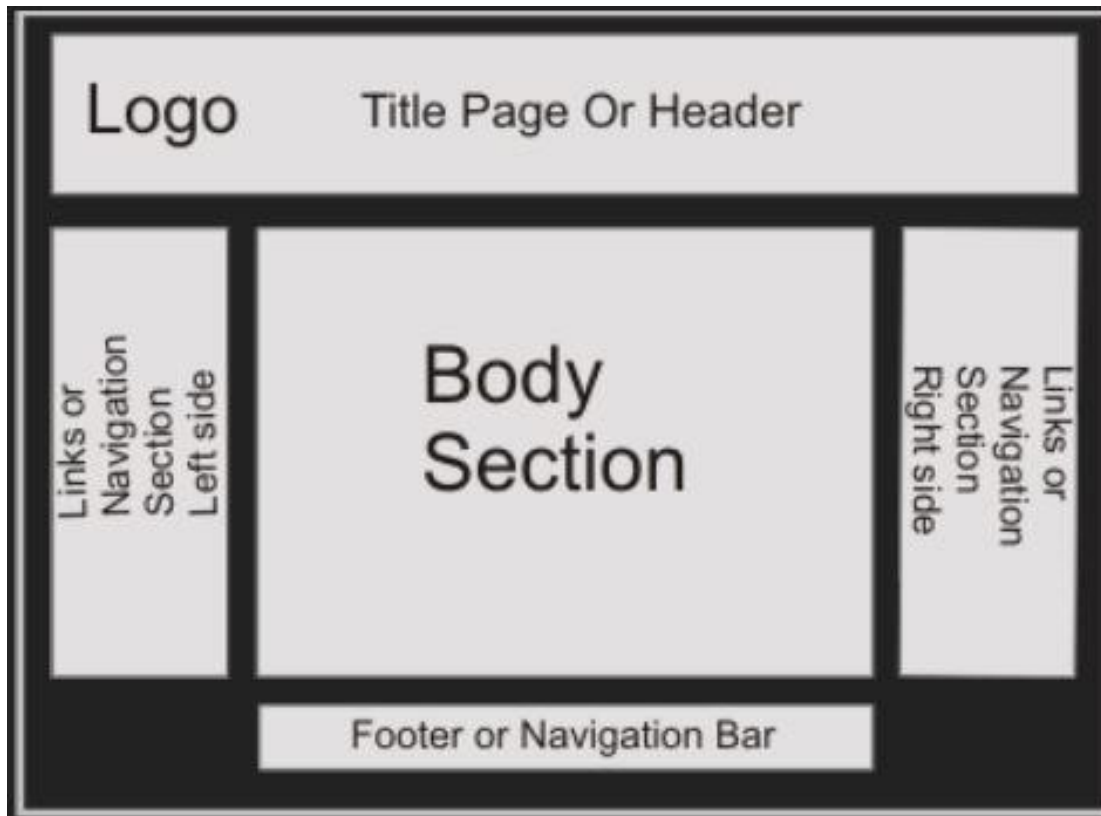 Logo
Title Page Or Header
Links or
Navigation
Section
Left side
Body
Section
Links or
Navigation
Section
Right side
Footer or Navigation Bar